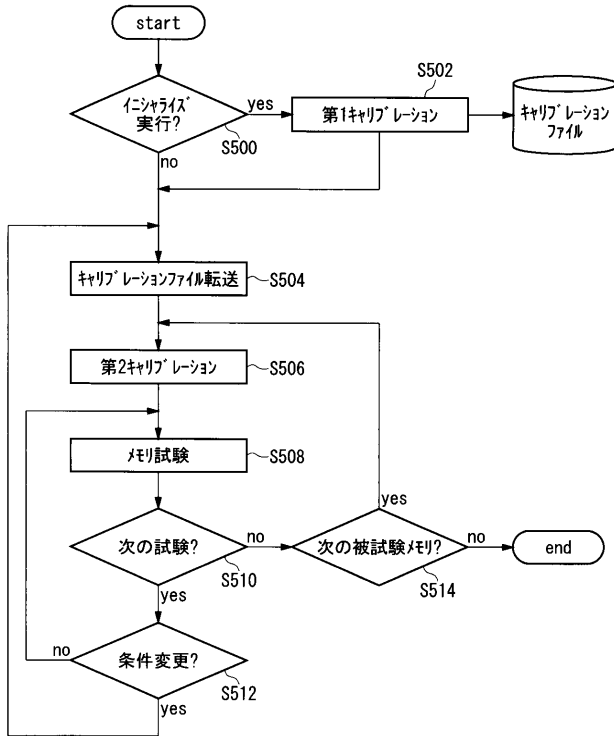 start
ｲﾆｼｬﾗｲｽﾞ
実行?
yes
S500
no
S502
第1ｷｬﾘﾌﾞﾚｰｼｮﾝ
ｷｬﾘﾌﾞﾚｰｼｮﾝ
ﾌｧｲﾙ
ｷｬﾘﾌﾞﾚｰｼｮﾝﾌｧｲﾙ転送
S504
第2ｷｬﾘﾌﾞﾚｰｼｮﾝ
S506
ﾒﾓﾘ試験
S508
次の試験?
no
S510
yes
次の被試験ﾒﾓﾘ?
yes
no
S514
end
条件変更?
no
S512
yes